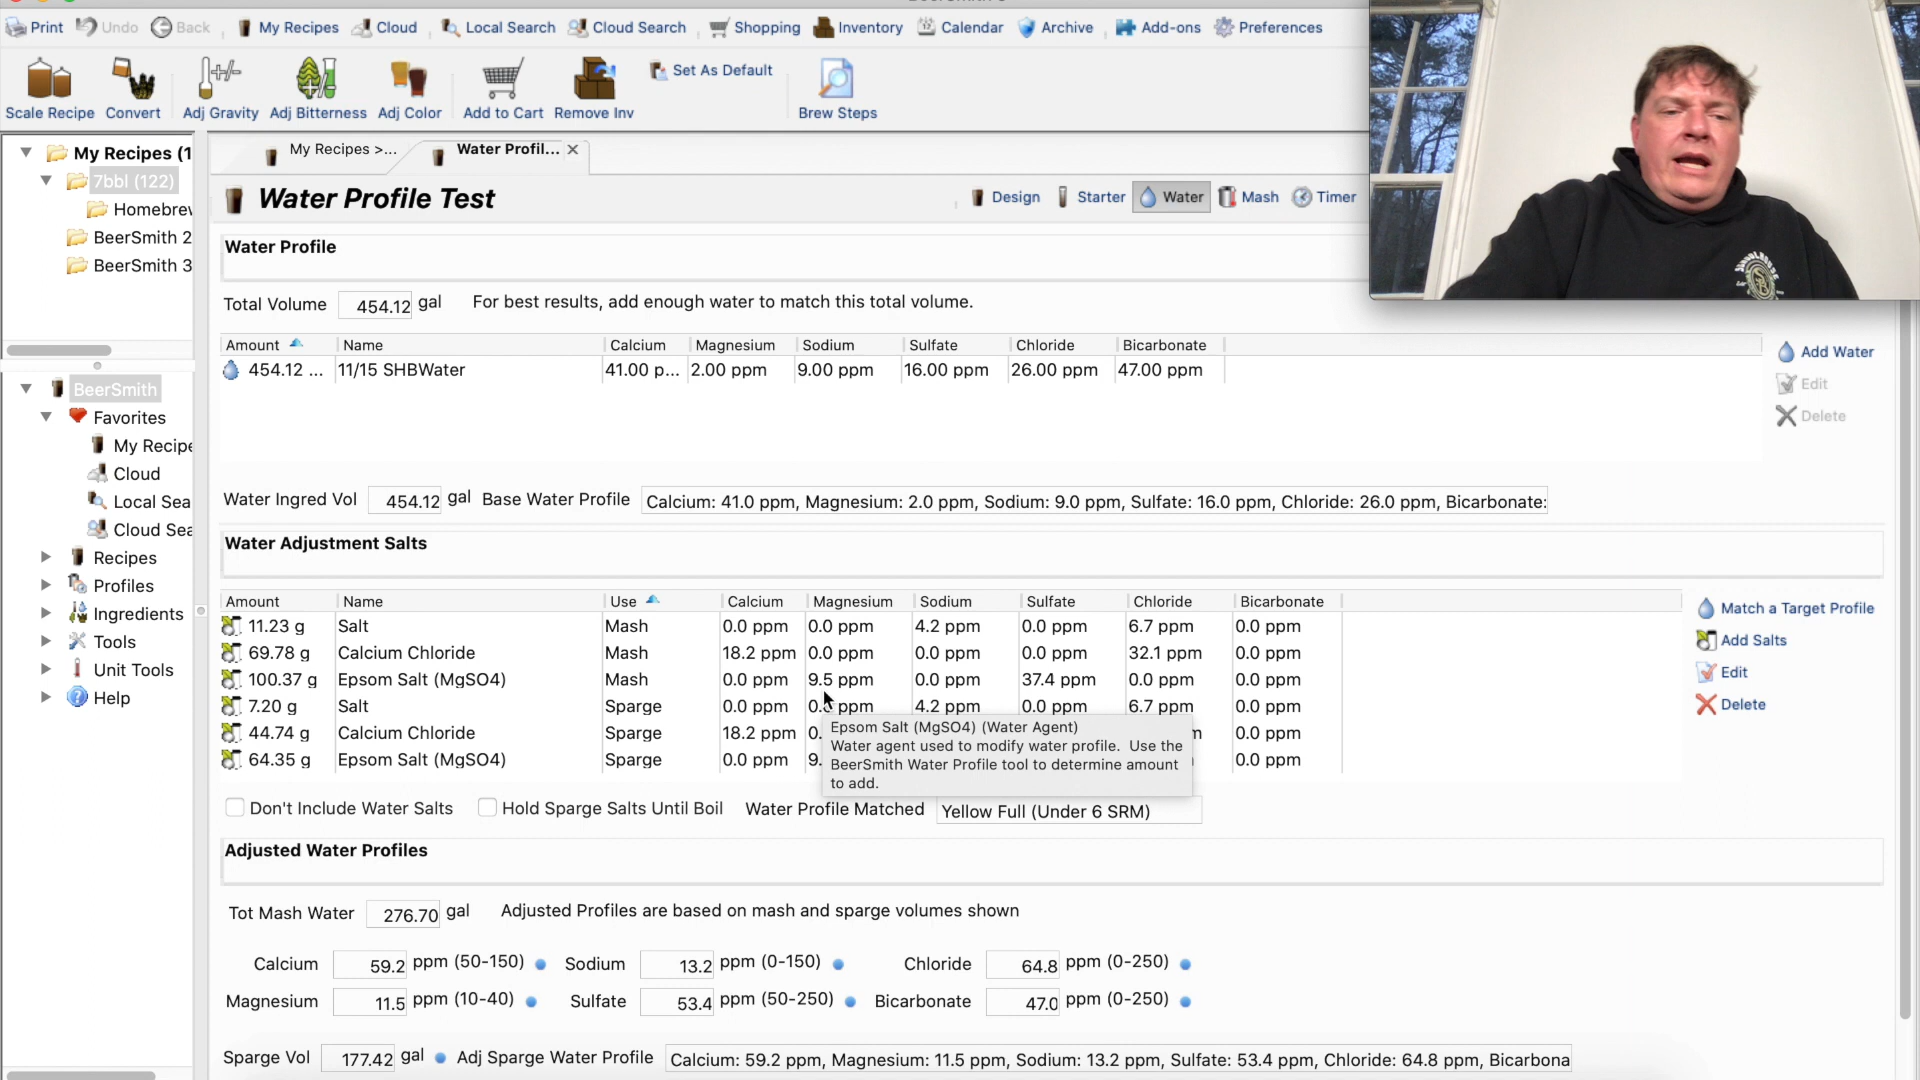 Print Undo Back My Recipes Cloud Local Search Cloud Search Shopping Inventory Calendar Archive Add-ons Preferences
Scale Recipe Convert Adj Gravity Adj Bitterness Adj Color Add to Cart Remove Inv Set As Default Brew Steps
My Recipes (1
7bbl (122)
Homebrew
BeerSmith 2
BeerSmith 3
BeerSmith
Favorites
My Recipe
Cloud
Local Sea
Cloud Sea
Recipes
Profiles
Ingredients
Tools
Unit Tools
Help
My Recipes >... Water Profil...
Water Profile Test Design Starter Water Mash Timer
Water Profile
Total Volume 454.12 gal For best results, add enough water to match this total volume.
Amount Name Calcium Magnesium Sodium Sulfate Chloride Bicarbonate
454.12 ... 11/15 SHBWater 41.00 p... 2.00 ppm 9.00 ppm 16.00 ppm 26.00 ppm 47.00 ppm
Add Water
Edit
Delete
Water Ingred Vol 454.12 gal Base Water Profile Calcium: 41.0 ppm, Magnesium: 2.0 ppm, Sodium: 9.0 ppm, Sulfate: 16.0 ppm, Chloride: 26.0 ppm, Bicarbonate:
Water Adjustment Salts
Amount Name Use Calcium Magnesium Sodium Sulfate Chloride Bicarbonate
11.23 g Salt Mash 0.0 ppm 0.0 ppm 4.2 ppm 0.0 ppm 6.7 ppm 0.0 ppm
69.78 g Calcium Chloride Mash 18.2 ppm 0.0 ppm 0.0 ppm 0.0 ppm 32.1 ppm 0.0 ppm
100.37 g Epsom Salt (MgSO4) Mash 0.0 ppm 9.5 ppm 0.0 ppm 37.4 ppm 0.0 ppm 0.0 ppm
7.20 g Salt Sparge 0.0 ppm 0. ppm 4.2 ppm 0.0 ppm 6.7 ppm 0.0 ppm
44.74 g Calcium Chloride Sparge 18.2 ppm 0. 0.0 ppm
64.35 g Epsom Salt (MgSO4) Sparge 0.0 ppm 9. 0.0 ppm
Epsom Salt (MgSO4) (Water Agent)
Water agent used to modify water profile. Use the
BeerSmith Water Profile tool to determine amount
to add.
Match a Target Profile
Add Salts
Edit
Delete
Don't Include Water Salts Hold Sparge Salts Until Boil Water Profile Matched Yellow Full (Under 6 SRM)
Adjusted Water Profiles
Tot Mash Water 276.70 gal Adjusted Profiles are based on mash and sparge volumes shown
Calcium 59.2 ppm (50-150) Sodium 13.2 ppm (0-150) Chloride 64.8 ppm (0-250)
Magnesium 11.5 ppm (10-40) Sulfate 53.4 ppm (50-250) Bicarbonate 47.0 ppm (0-250)
Sparge Vol 177.42 gal Adj Sparge Water Profile Calcium: 59.2 ppm, Magnesium: 11.5 ppm, Sodium: 13.2 ppm, Sulfate: 53.4 ppm, Chloride: 64.8 ppm, Bicarbona